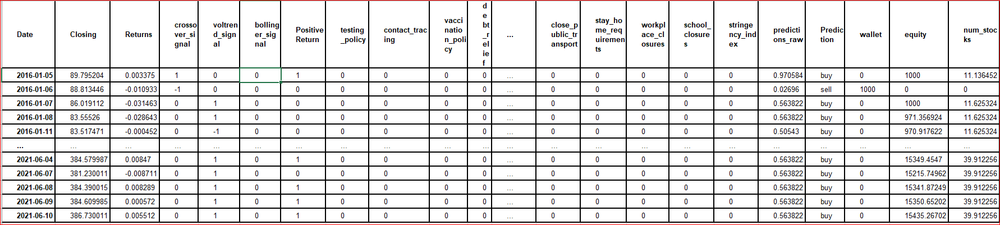 Date Closing Returns crossover_signal voltrend_signal bollinger_signal Positive Return testing_policy contact_tracing vaccination_policy debt_relief ... close_public_transport stay_home_requirements workplace_closures school_closures stringency_index predictions_raw Prediction wallet equity num_stocks
2016-01-05 89.795204 0.003375 1 0 0 1 0 0 0 0 ... 0 0 0 0 0 0.970584 buy 0 1000 11.136452
2016-01-06 88.813446 -0.010933 -1 0 0 0 0 0 0 0 ... 0 0 0 0 0 0.02696 sell 1000 0 0
2016-01-07 86.019112 -0.031463 0 1 0 0 0 0 0 0 ... 0 0 0 0 0 0.563822 buy 0 1000 11.625324
2016-01-08 83.55526 -0.028643 0 1 0 0 0 0 0 0 ... 0 0 0 0 0 0.563822 buy 0 971.356924 11.625324
2016-01-11 83.517471 -0.000452 0 -1 0 0 0 0 0 0 ... 0 0 0 0 0 0.50543 buy 0 970.917622 11.625324
... ... ... ... ... ... ... ... ... ... ... ... ... ... ... ... ... ... ... ... ... ...
2021-06-04 384.579987 0.00847 0 1 0 1 0 0 0 0 ... 0 0 0 0 0 0.563822 buy 0 15349.4547 39.912256
2021-06-07 381.230011 -0.008711 0 1 0 0 0 0 0 0 ... 0 0 0 0 0 0.563822 buy 0 15215.74962 39.912256
2021-06-08 384.390015 0.008289 0 1 0 1 0 0 0 0 ... 0 0 0 0 0 0.563822 buy 0 15341.87249 39.912256
2021-06-09 384.609985 0.000572 0 1 0 1 0 0 0 0 ... 0 0 0 0 0 0.563822 buy 0 15350.65202 39.912256
2021-06-10 386.730011 0.005512 0 1 0 1 0 0 0 0 ... 0 0 0 0 0 0.563822 buy 0 15435.26702 39.912256